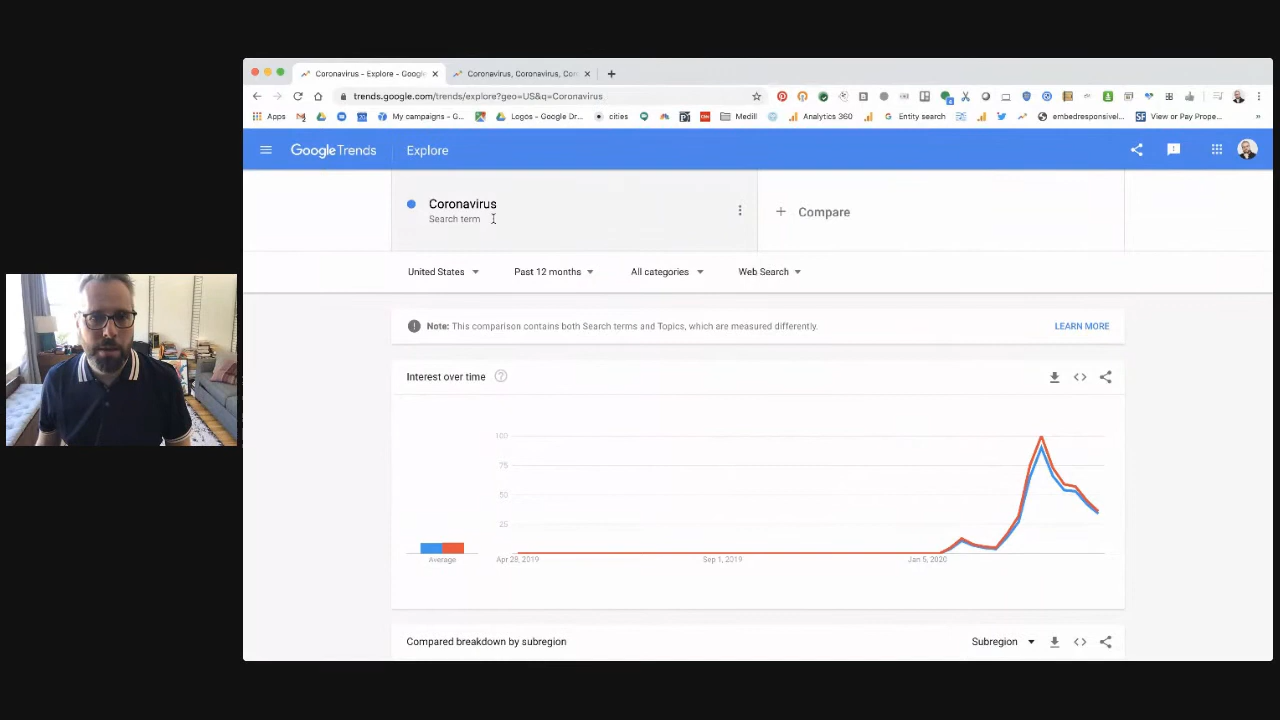 Coronavirus - Explore - Google
Coronavirus, Coronavirus, Cor
trends.google.com/trends/explore?geo=US&q=Coronavirus
Apps
My campaigns - G...
Logos - Google Dr...
cities
Medill
Analytics 360
Entity search
embedresponsivel...
View or Pay Prope...
»
Google Trends
Explore
Coronavirus
Search term
+ Compare
United States
Past 12 months
All categories
Web Search
Note: This comparison contains both Search terms and Topics, which are measured differently.
LEARN MORE
Interest over time
100
75
50
25
Average
Apr 28, 2019
Sep 1, 2019
Jan 5, 2020
Compared breakdown by subregion
Subregion